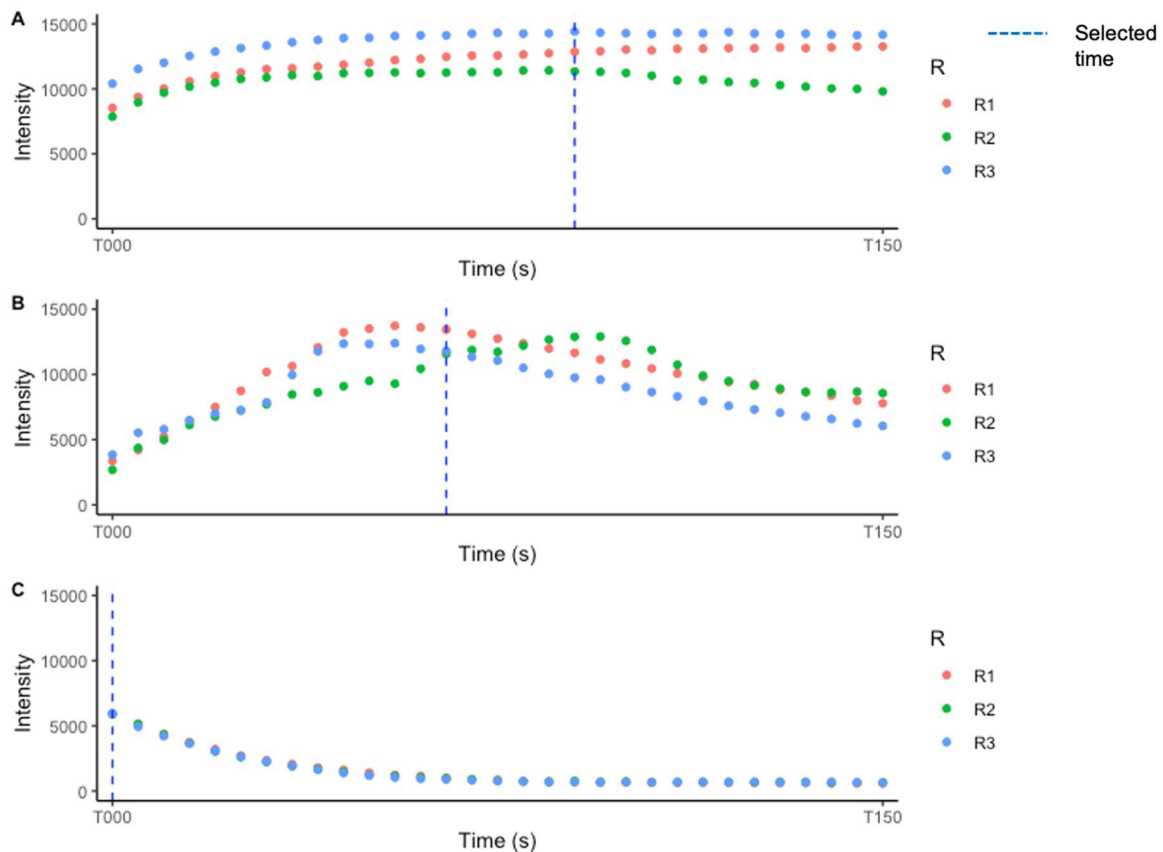 A
15000
10000
5000
0
Intensity
T000
T150
Time (s)
R
R1
R2
R3
Selected
time
B
15000
10000
5000
0
Intensity
T000
T150
Time (s)
R
R1
R2
R3
C
15000
10000
5000
0
Intensity
T000
T150
Time (s)
R
R1
R2
R3